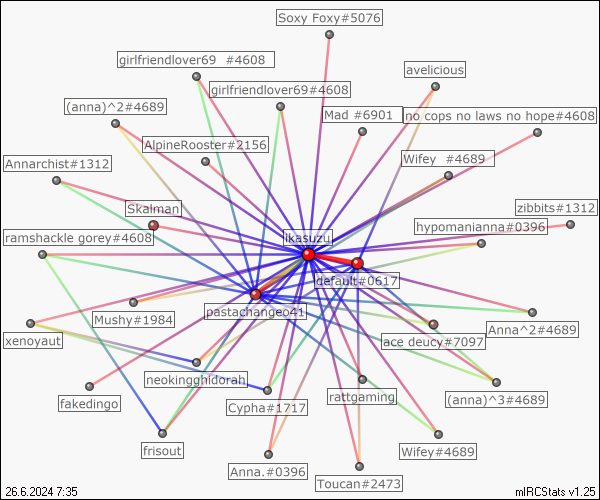 Soxy Foxy#5076
girlfriendlover69 #4608
avelicious
girlfriendlover69#4608
(anna)^2#4689
Mad #6901
no cops no laws no hope#4608
AlpineRooster#2156
Annarchist#1312
Wifey #4689
Skalman
zibbits#1312
hypomanianna#0396
ramshackle gorey#4608
ikasuzu
default#0617
pastachangeo41
Mushy#1984
Anna^2#4689
xenoyaut
lace deucy#7097
neokingghidorah
rattgaming
(anna)^3#4689
fakedingo
Cypha#1717
frisout
Wifey#4689
Anna.#0396
Toucan#2473
26.6.2024 7:35
mIRCStats v1.25